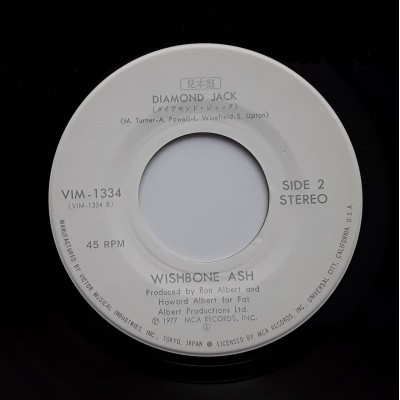 見本盤
DIAMOND JACK
(ダイアモンド・ジャック)
(M. Turner-A. Powell-L. Wisefield-S. Upton)
VIM-1334
(VIM-1334 B)
SIDE 2
STEREO
45 RPM
WISHBONE ASH
Produced by Ron Albert and
Howard Albert for Fat
Albert Productions Ltd.
℗ 1977 MCA RECORDS, INC.
MANUFACTURED BY VICTOR MUSICAL INDUSTRIES, INC., TOKYO, JAPAN ● LICENSED BY MCA RECORDS INC., UNIVERSAL CITY, CALIFORNIA, U.S.A.